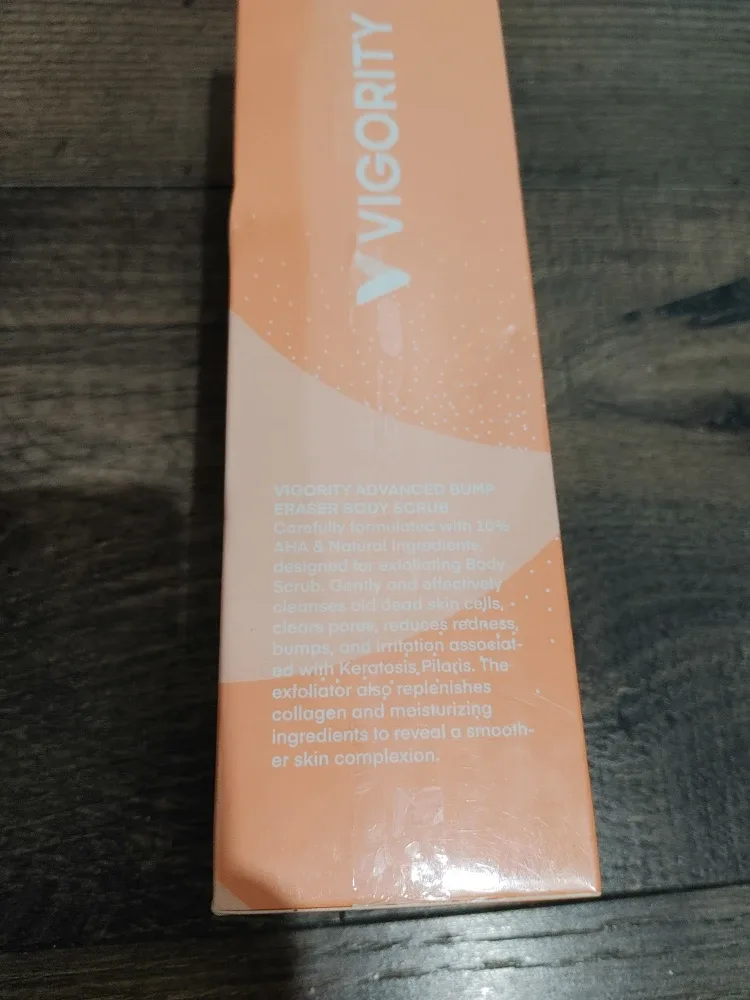 VIGORITY
VIGORITY ADVANCED BUMP
ERASER BODY SCRUB
Carefully formulated with 10%
AHA & Natural Ingredients,
designed for exfoliating Body
Scrub. Gently and effectively
cleanses old dead skin cells,
clears pores, reduces redness,
bumps, and irritation associat-
ed with Keratosis Pilaris. The
exfoliator also replenishes
collagen and moisturizing
ingredients to reveal a smooth-
er skin complexion.